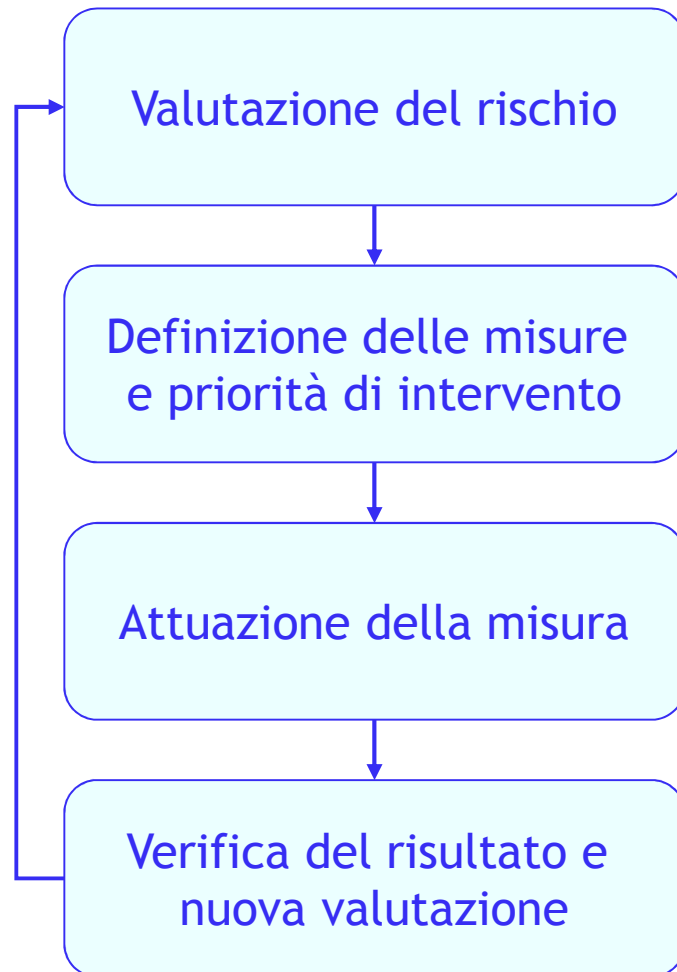 Valutazione del rischio
Definizione delle misure
e priorità di intervento
Attuazione della misura
Verifica del risultato e
nuova valutazione